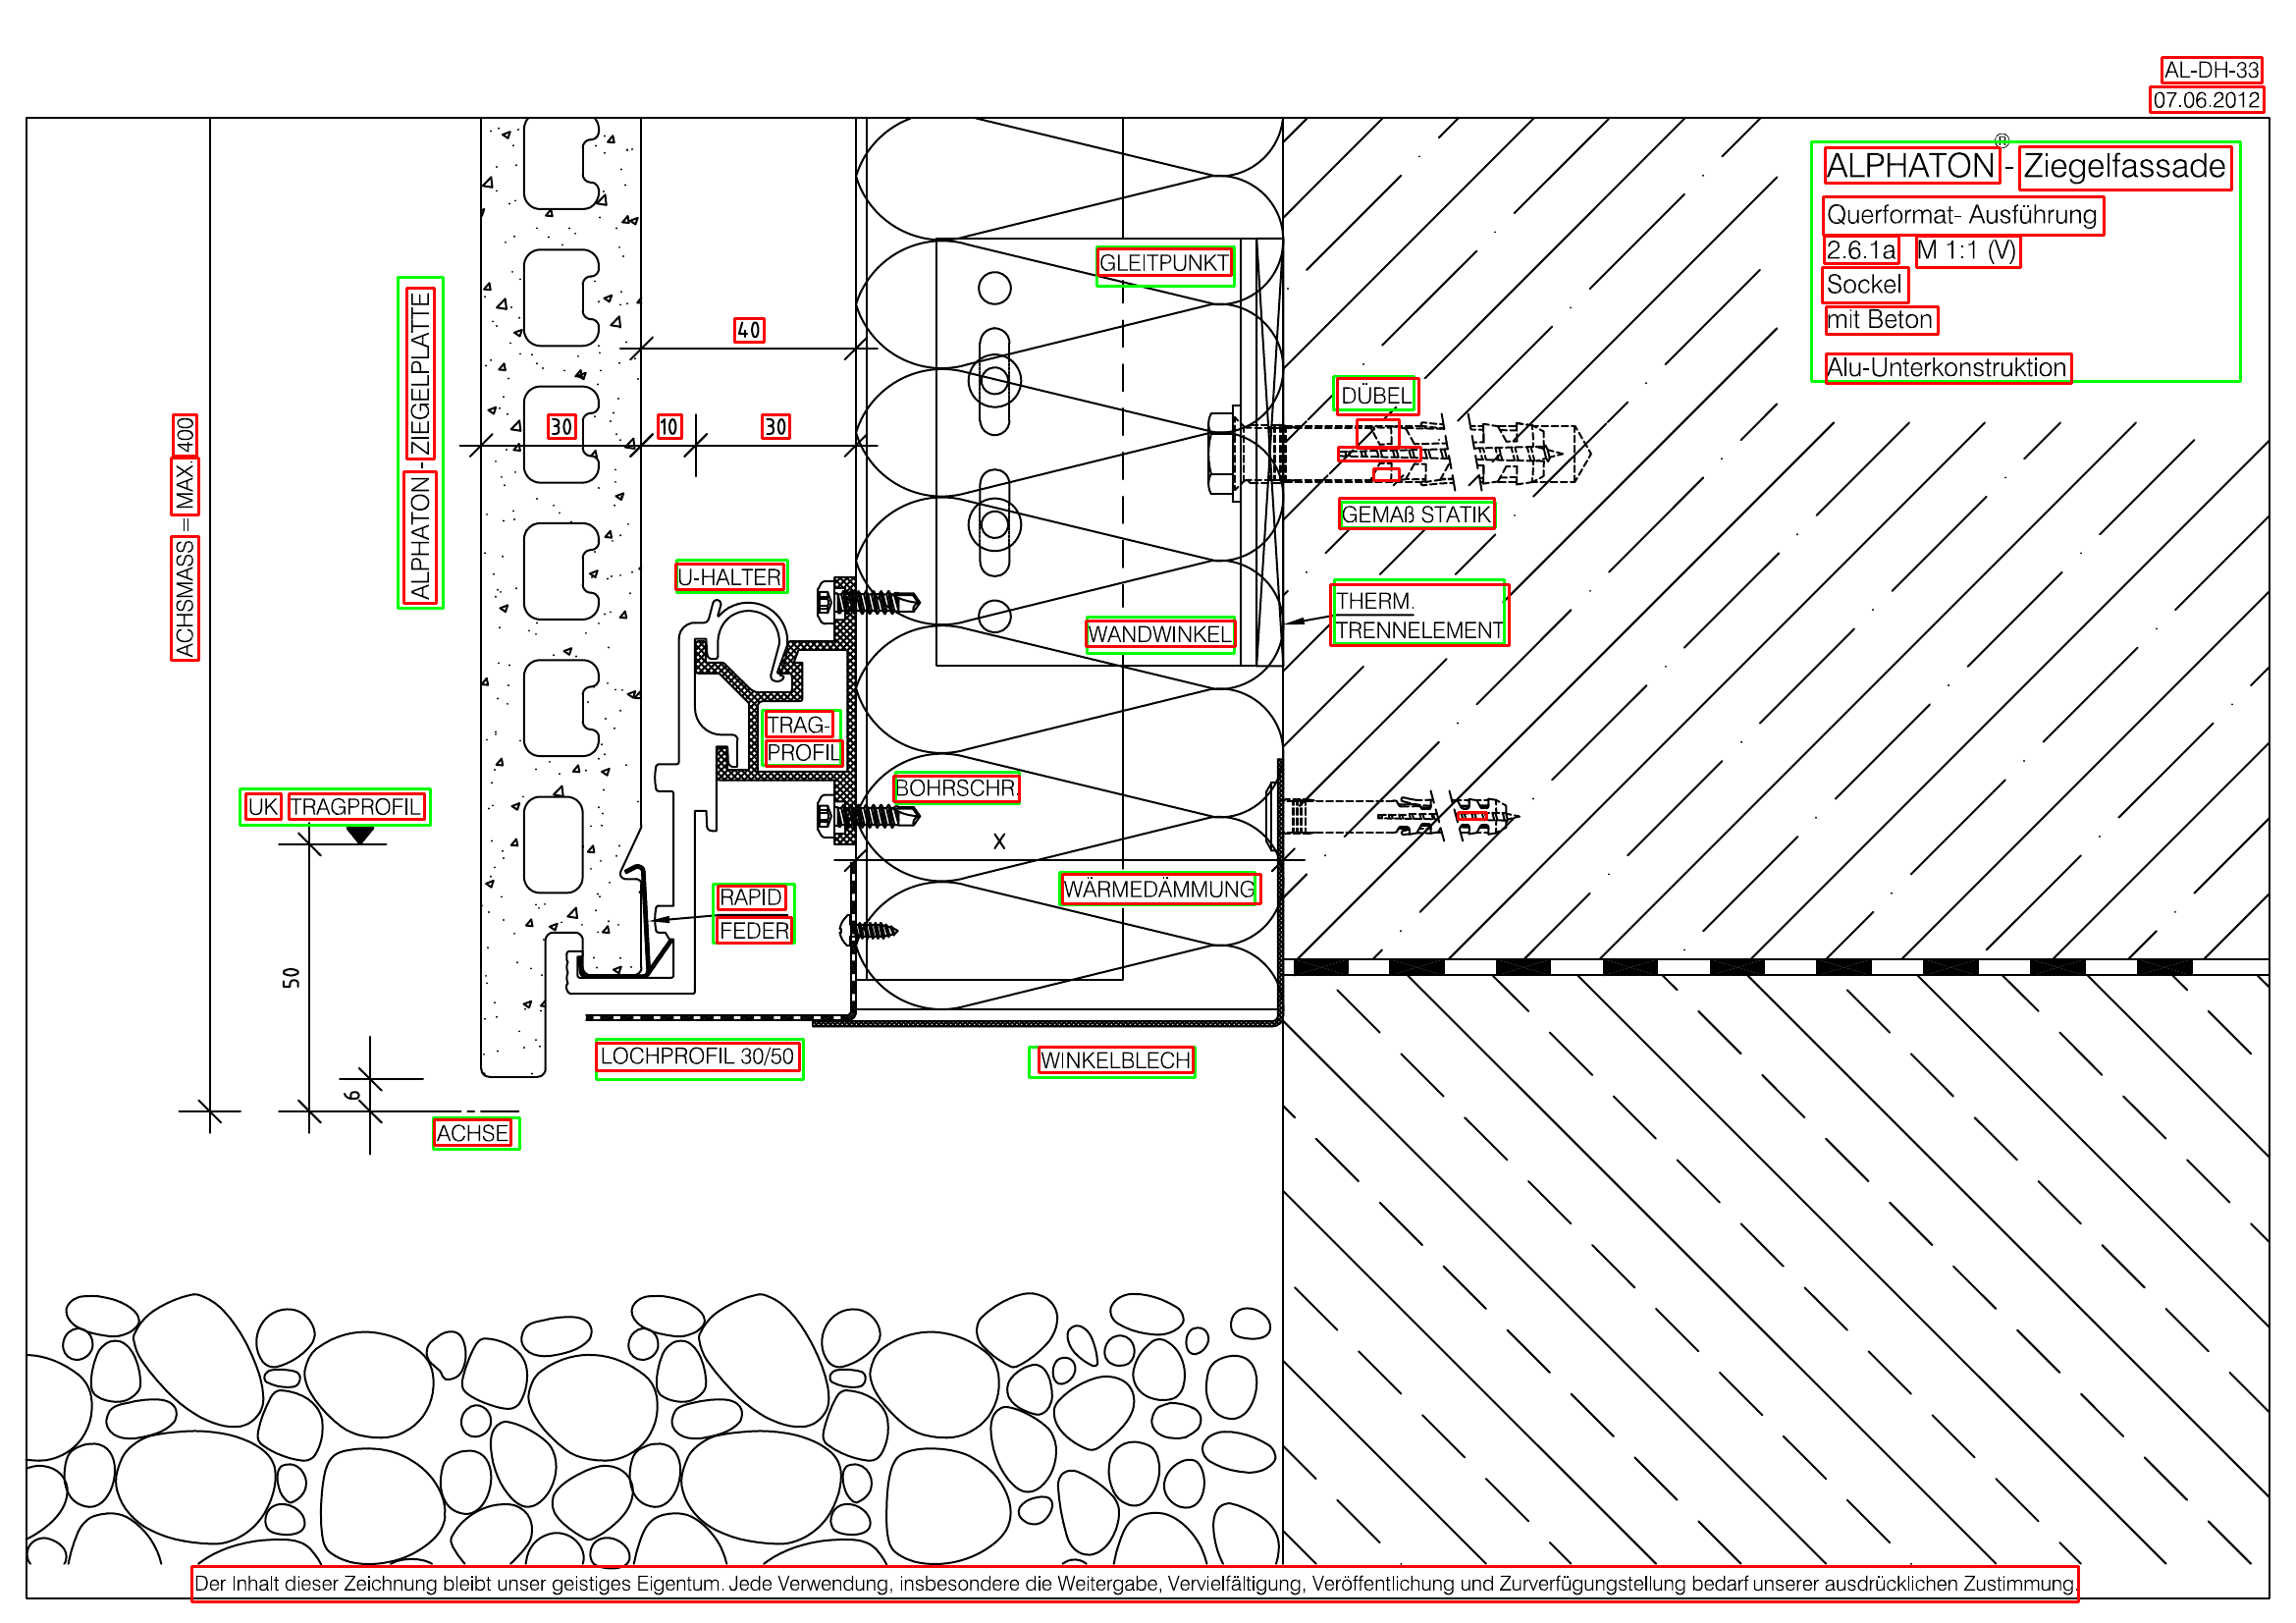 AL-DH-33
07.06.2012
ALPHATON® - Ziegelfassade
Querformat- Ausführung
2.6.1a M 1:1 (V)
Sockel
mit Beton
Alu-Unterkonstruktion
GLEITPUNKT
ALPHATON - ZIEGELPLATTE
40
DÜBEL
ACHSMASS = MAX. 400
30
10
30
GEMAß STATIK
U-HALTER
THERM.
TRENNELEMENT
WANDWINKEL
TRAG-
PROFIL
BOHRSCHR.
UK TRAGPROFIL
X
WÄRMEDÄMMUNG
RAPID
FEDER
50
LOCHPROFIL 30/50
WINKELBLECH
6
ACHSE
Der Inhalt dieser Zeichnung bleibt unser geistiges Eigentum. Jede Verwendung, insbesondere die Weitergabe, Vervielfältigung, Veröffentlichung und Zurverfügungstellung bedarf unserer ausdrücklichen Zustimmung.